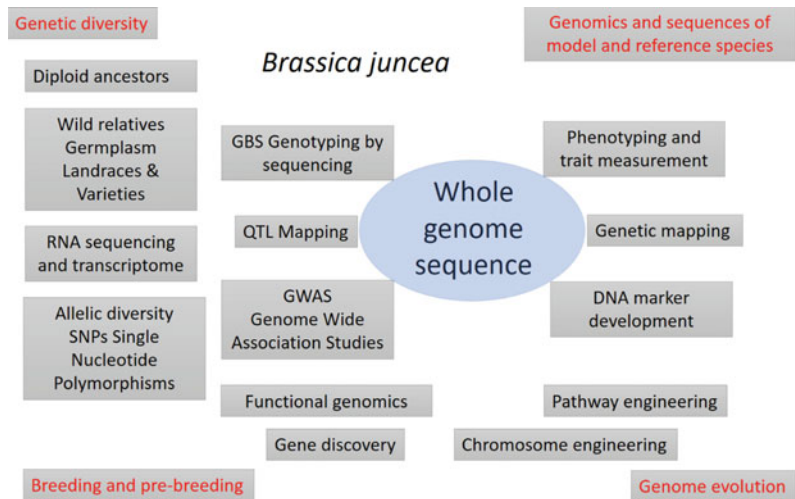 Genetic diversity
Genomics and sequences of
model and reference species
Brassica juncea
Diploid ancestors
Wild relatives
Germplasm
Landraces &
Varieties
GBS Genotyping by
sequencing
Phenotyping and
trait measurement
Whole
genome
sequence
RNA sequencing
and transcriptome
QTL Mapping
Genetic mapping
Allelic diversity
SNPs Single
Nucleotide
Polymorphisms
GWAS
Genome Wide
Association Studies
DNA marker
development
Functional genomics
Pathway engineering
Gene discovery
Chromosome engineering
Breeding and pre-breeding
Genome evolution